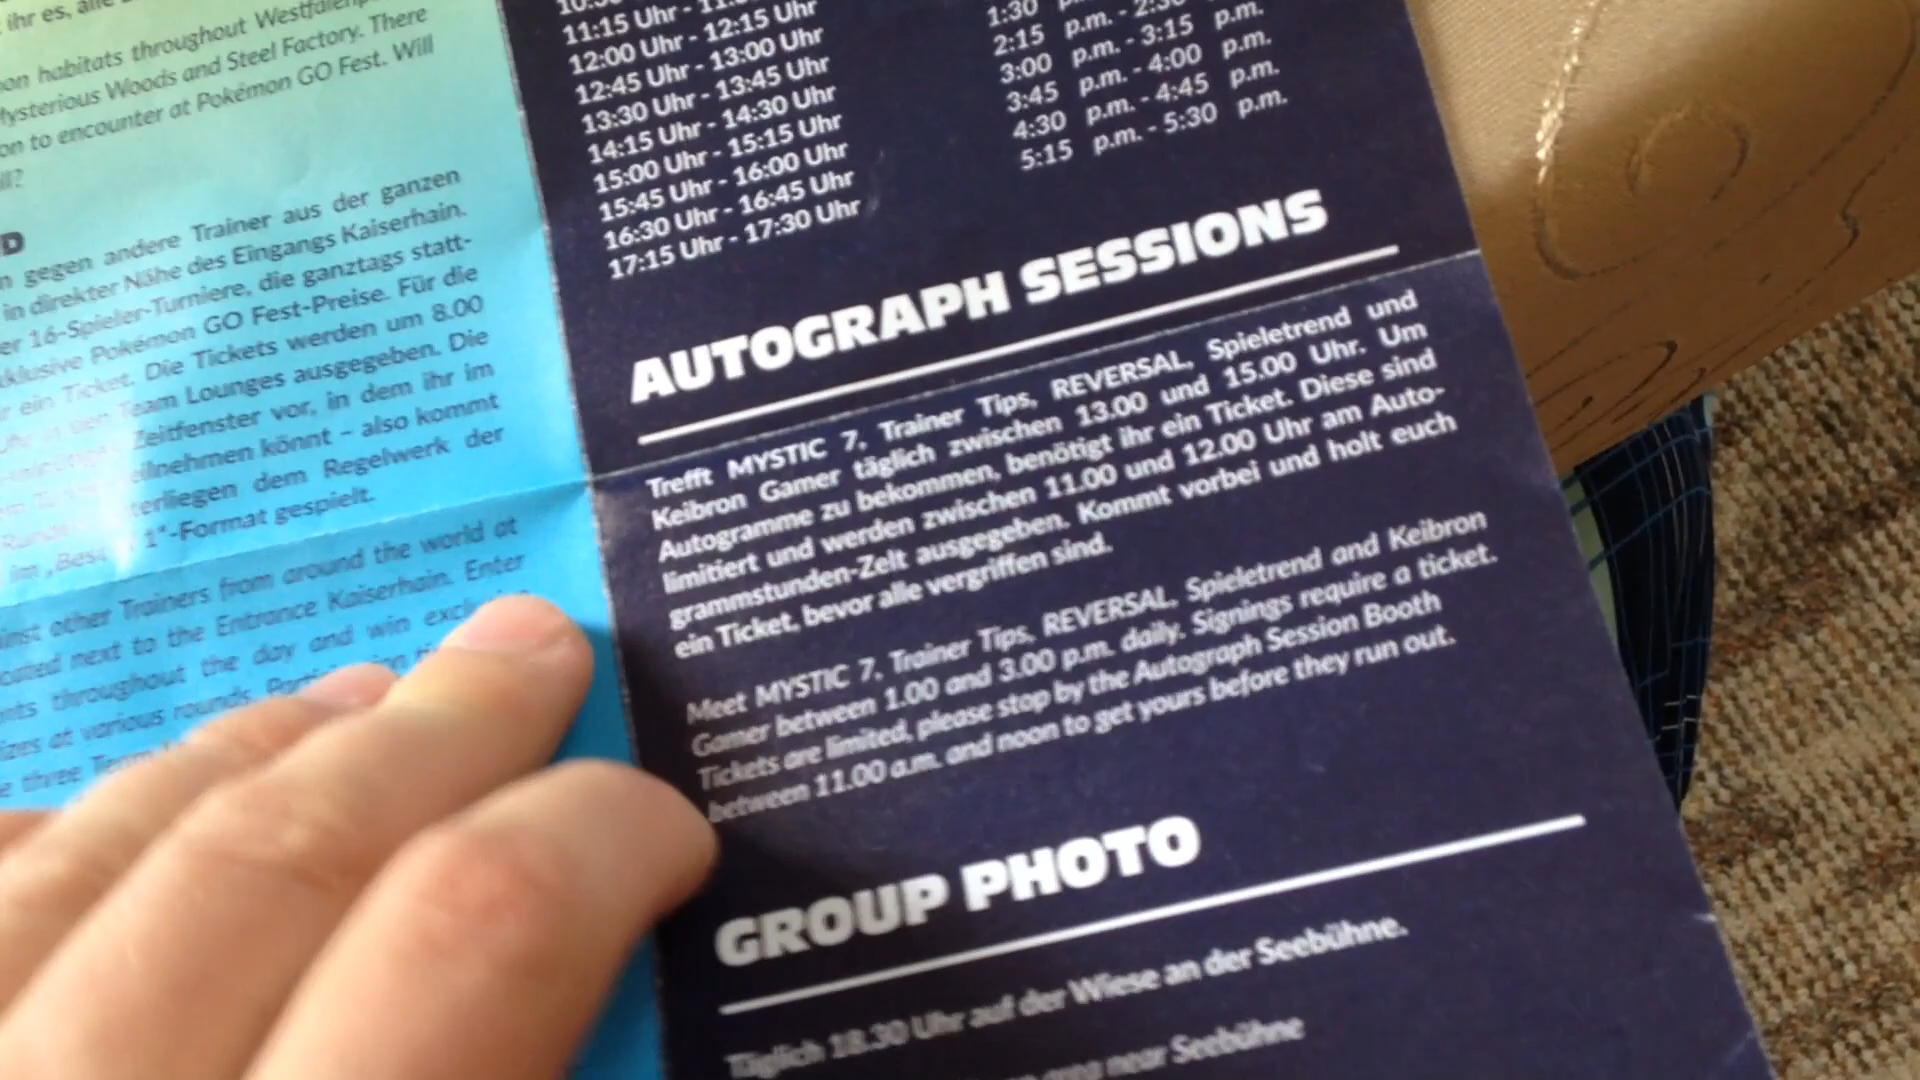 ihr es, alle
habitats throughout
Mysterious Woods and Steel Factory. There
to encounter at Pokémon GO Fest. Will
gegen andere Trainer aus der ganzen
in direkter Nähe des Eingangs Kaiserhain.
16-Spieler-Turniere, die ganztags statt-
Pokémon GO Fest-Preise. Für die
ein Ticket. Die Tickets werden um 8.00
Team Lounges ausgegeben. Die
Zeitfenster vor, in dem ihr im
könnt – also kommt
dem Regelwerk der
1“-Format gespielt.
other Trainers from around the world at
next to the Entrance Kaiserhain. Enter
throughout the day and win
at various rounds.
three
11:15 Uhr -
12:00 Uhr - 12:15 Uhr
12:45 Uhr - 13:00 Uhr
13:30 Uhr - 13:45 Uhr
14:15 Uhr - 14:30 Uhr
15:00 Uhr - 15:15 Uhr
15:45 Uhr - 16:00 Uhr
16:30 Uhr - 16:45 Uhr
17:15 Uhr - 17:30 Uhr
1:30
2:15 p.m. -
3:00 p.m. - 3:15 p.m.
3:45 p.m. - 4:00 p.m.
4:30 p.m. - 4:45 p.m.
5:15 p.m. - 5:30 p.m.
AUTOGRAPH SESSIONS
Trefft MYSTIC 7, Trainer Tips, REVERSAL, Spieletrend und
Keibron Gamer täglich zwischen 13.00 und 15.00 Uhr. Um
Autogramme zu bekommen, benötigt ihr ein Ticket. Diese sind
limitiert und werden zwischen 11.00 und 12.00 Uhr am Auto-
grammstunden-Zelt ausgegeben. Kommt vorbei und holt euch
ein Ticket, bevor alle vergriffen sind.
Meet MYSTIC 7, Trainer Tips, REVERSAL, Spieletrend and Keibron
Gamer between 1.00 and 3.00 p.m. daily. Signings require a ticket.
Tickets are limited, please stop by the Autograph Session Booth
between 11.00 a.m. and noon to get yours before they run out.
GROUP PHOTO
Täglich 18.30 Uhr auf der Wiese an der Seebühne.
near Seebühne